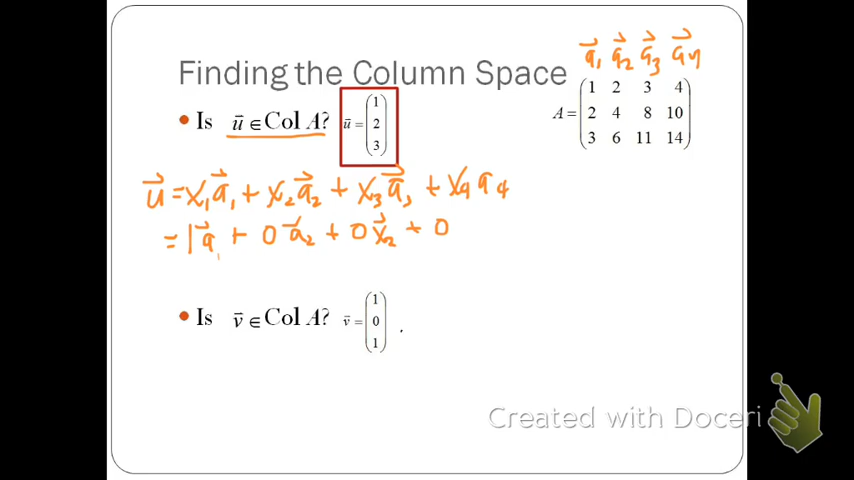 a⃗₁ a⃗₂ a⃗₃ a⃗₄
Finding the Column Space
A = (1 2 3 4
2 4 8 10
3 6 11 14)
• Is u⃗ ∈ Col A? u⃗ = (1
2
3)
u⃗ = x₁a⃗₁ + x₂a⃗₂ + x₃a⃗₃ + x₄a₄
= 1a⃗₁ + 0a⃗₂ + 0x⃗₂ + 0
• Is v⃗ ∈ Col A? v⃗ = (1
0
1)
Created with Doceri